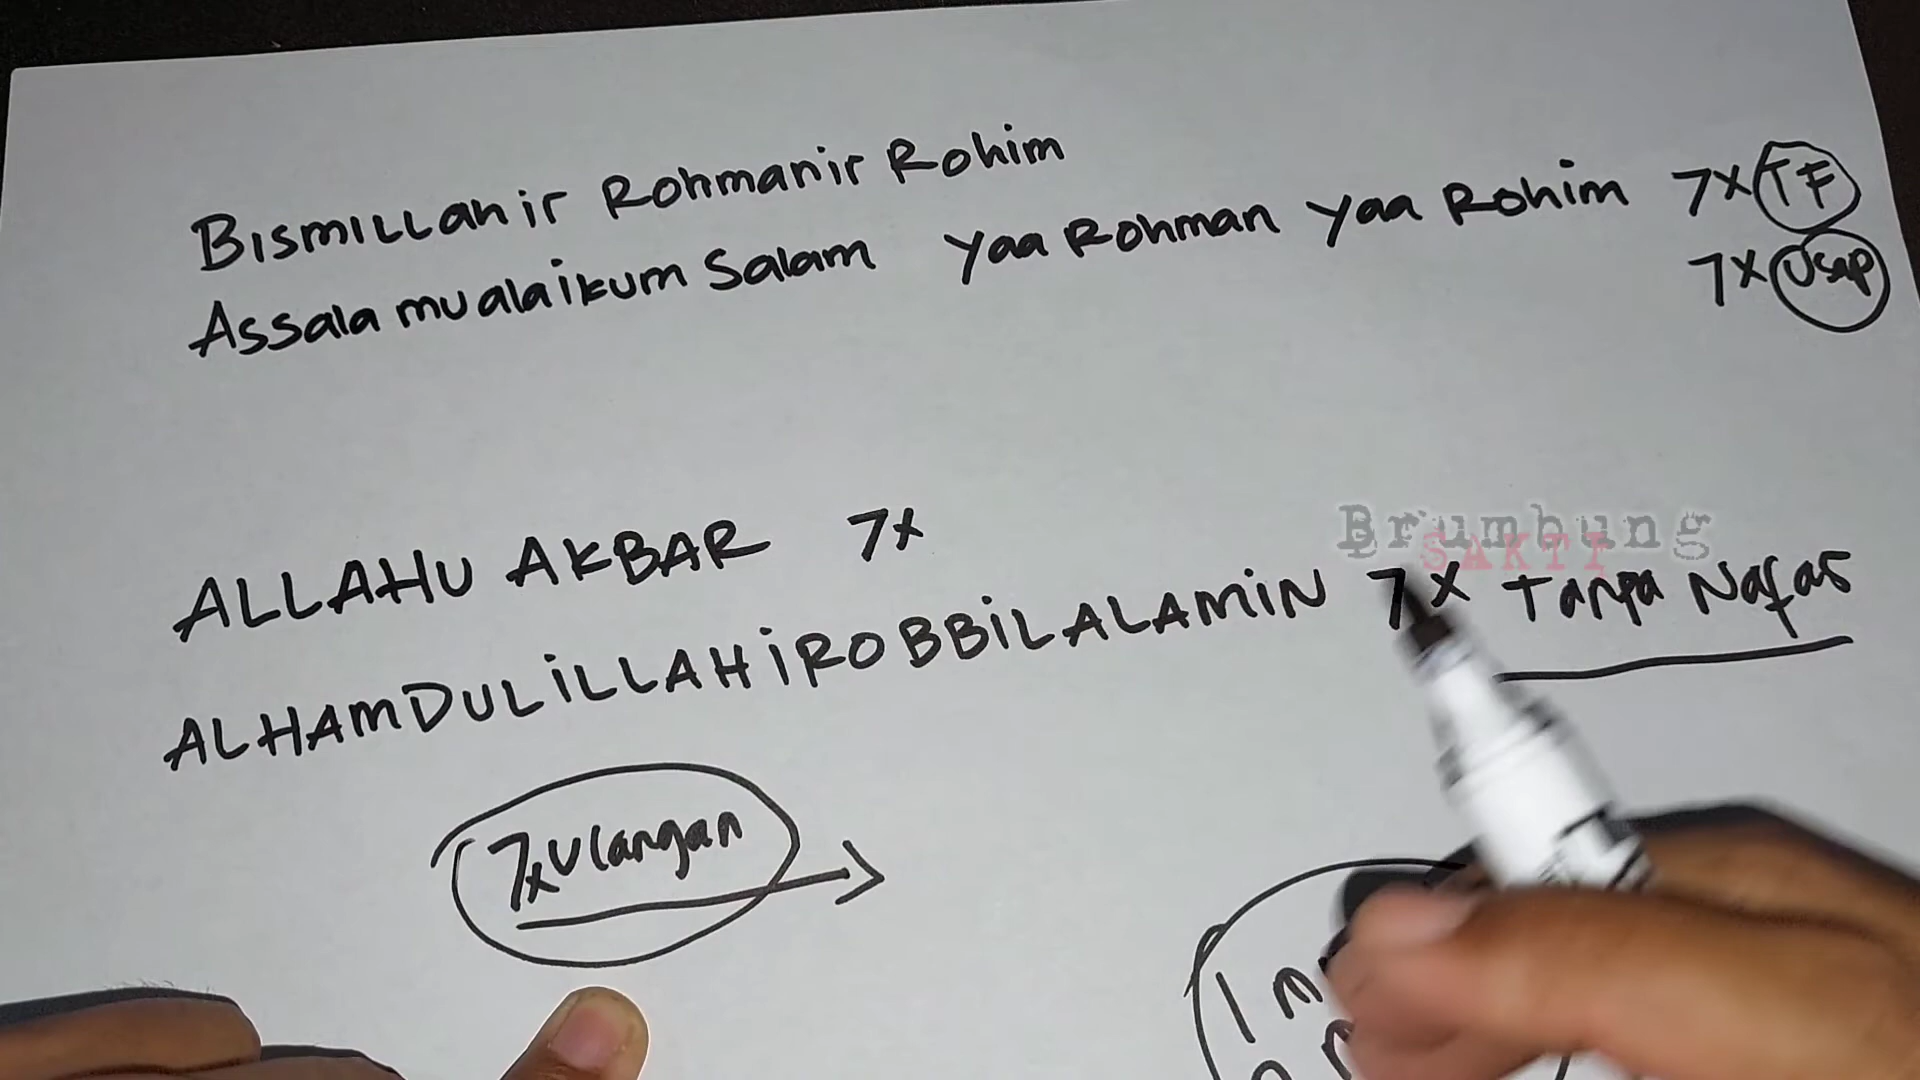 Bismillahir Rohmanir Rohim
Assalamualaikum Salam Yaa Rohman Yaa Rohim 7x TF
7x Usap
ALLAHU AKBAR 7x
Brumbung
SAKTI
ALHAMDULILLAHIROBBILALAMIN 7x Tanpa Nafas
7x Ulangan